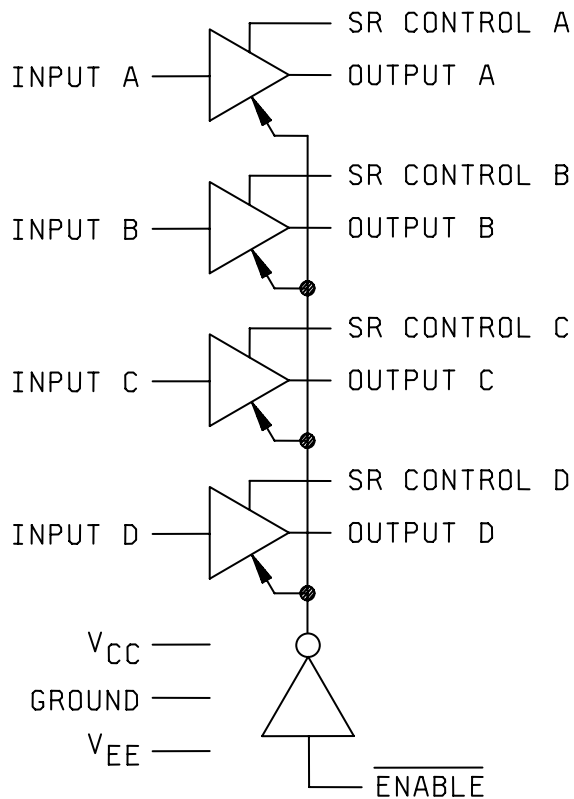 SR CONTROL A
INPUT A
OUTPUT A
SR CONTROL B
INPUT B
OUTPUT B
SR CONTROL C
INPUT C
OUTPUT C
SR CONTROL D
INPUT D
OUTPUT D
VCC
GROUND
VEE
ENABLE